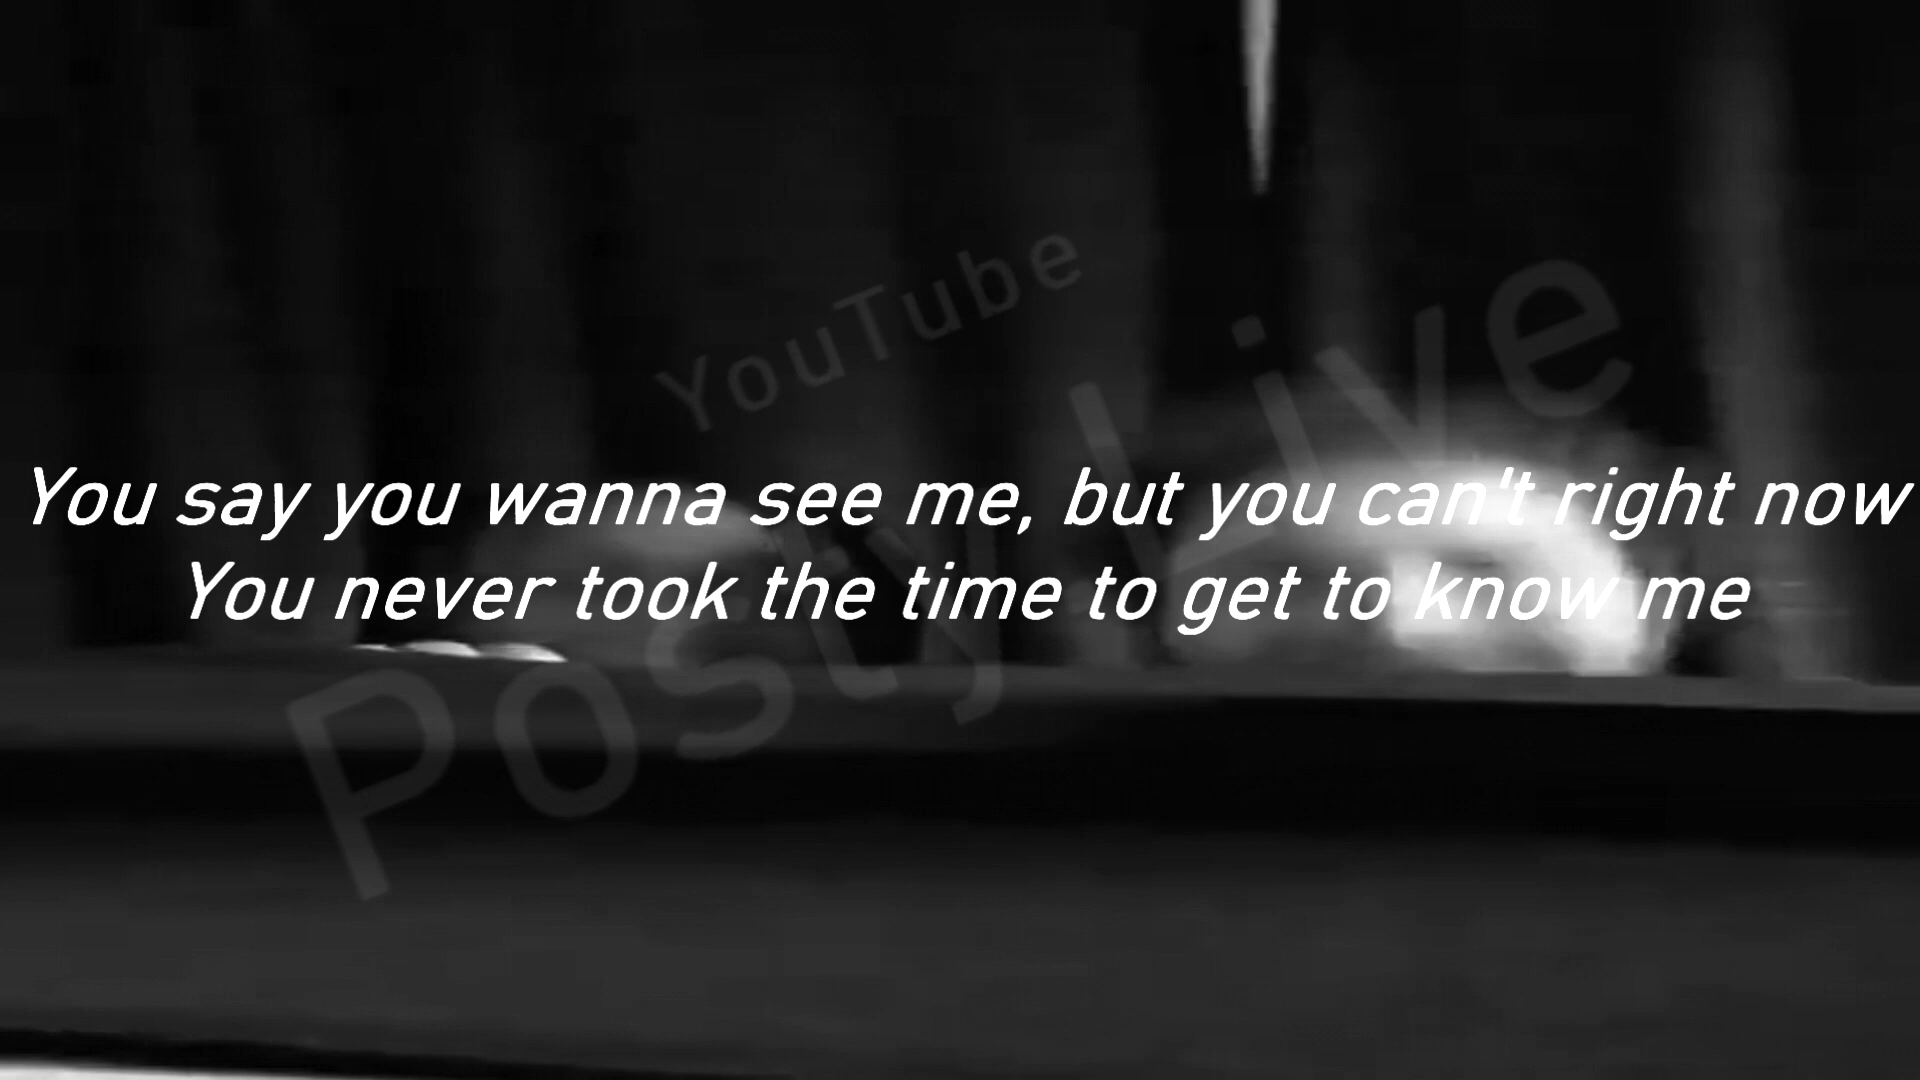 YouTube
Posty Live
You say you wanna see me, but you can't right now
You never took the time to get to know me